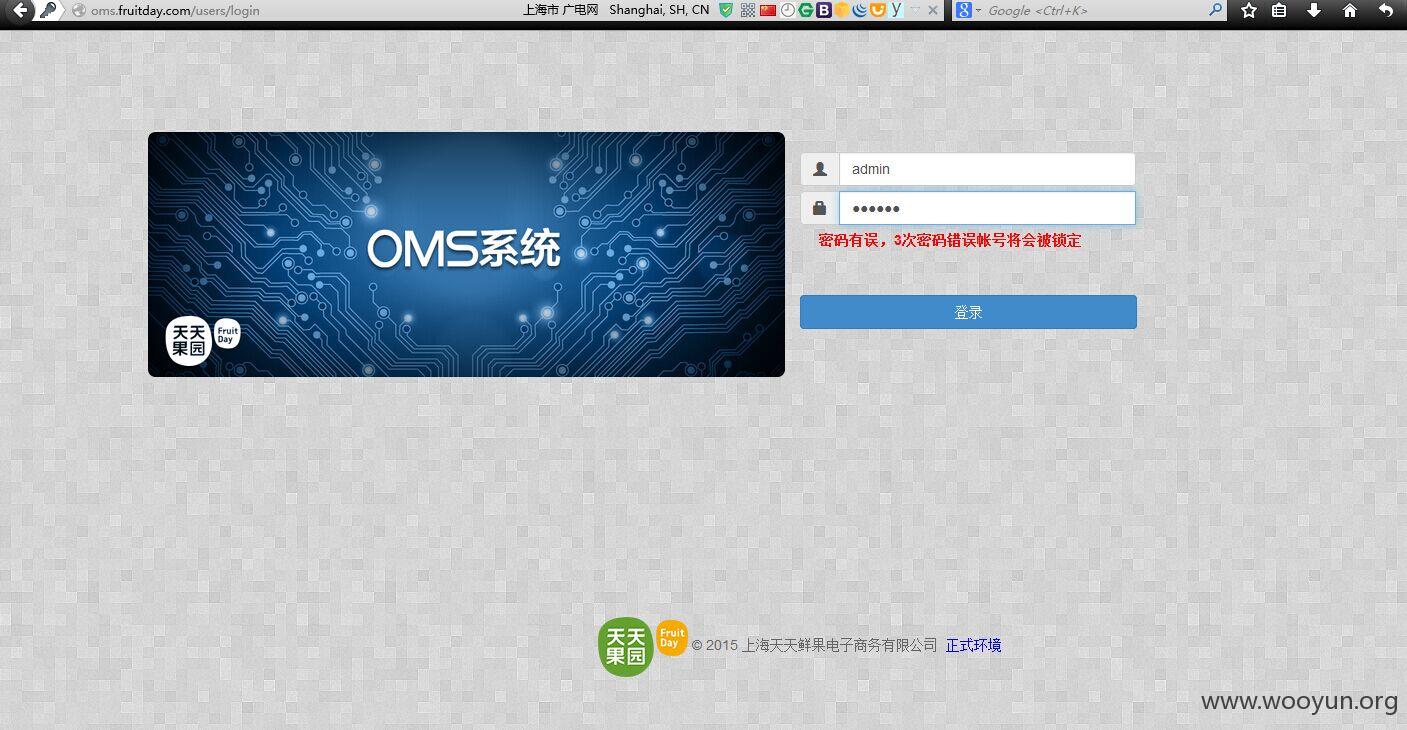 oms.fruitday.com/users/login
上海市 广电网 Shanghai, SH, CN
Google <Ctrl+K>
admin
密码有误，3次密码错误帐号将会被锁定
OMS系统
登录
天天
果园
Fruit
Day
天天
果园
Fruit
Day
© 2015 上海天天鲜果电子商务有限公司 正式环境
www.wooyun.org